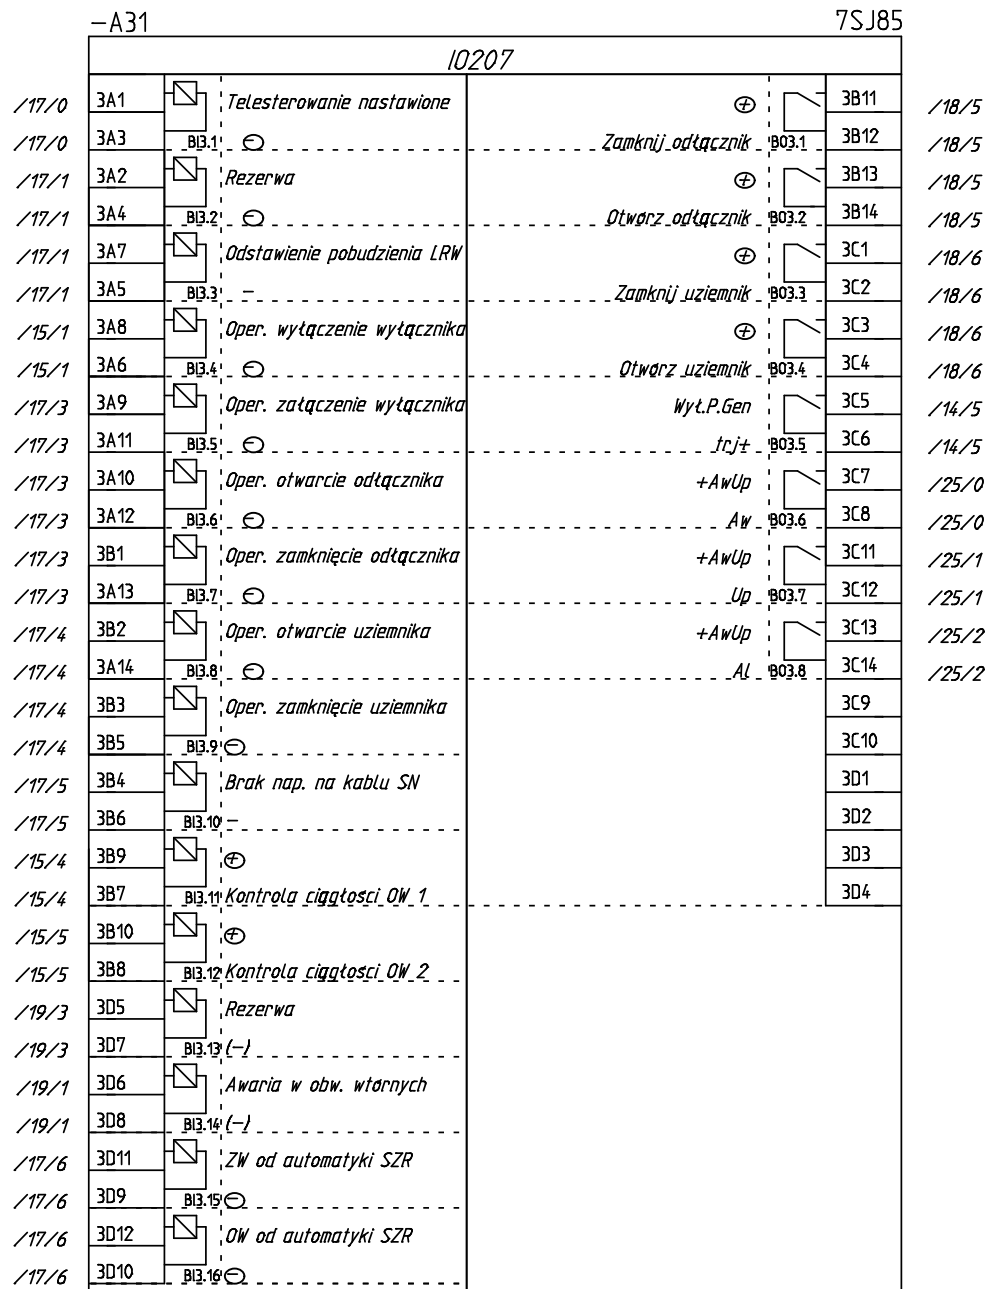 -A31 7SJ85
IO207
/17/0 3A1 Telesterowanie nastawione ⊕ 3B11 /18/5
/17/0 3A3 BI3.1 ⊖ Zamknij odłącznik BO3.1 3B12 /18/5
/17/1 3A2 Rezerwa ⊕ 3B13 /18/5
/17/1 3A4 BI3.2 ⊖ Otwórz odłącznik BO3.2 3B14 /18/5
/17/1 3A7 Odstawienie pobudzienia LRW ⊕ 3C1 /18/6
/17/1 3A5 BI3.3 - Zamknij uziemnik BO3.3 3C2 /18/6
/15/1 3A8 Oper. wyłączenie wyłącznika ⊕ 3C3 /18/6
/15/1 3A6 BI3.4 ⊖ Otwórz uziemnik BO3.4 3C4 /18/6
/17/3 3A9 Oper. załączenie wyłącznika Wył.P.Gen 3C5 /14/5
/17/3 3A11 BI3.5 ⊖ trj+ BO3.5 3C6 /14/5
/17/3 3A10 Oper. otwarcie odłącznika +AwUp 3C7 /25/0
/17/3 3A12 BI3.6 ⊖ Aw BO3.6 3C8 /25/0
/17/3 3B1 Oper. zamknięcie odłącznika +AwUp 3C11 /25/1
/17/3 3A13 BI3.7 ⊖ Up BO3.7 3C12 /25/1
/17/4 3B2 Oper. otwarcie uziemnika +AwUp 3C13 /25/2
/17/4 3A14 BI3.8 ⊖ Al BO3.8 3C14 /25/2
/17/4 3B3 Oper. zamknięcie uziemnika 3C9
/17/4 3B5 BI3.9 ⊖ 3C10
/17/5 3B4 Brak nap. na kablu SN 3D1
/17/5 3B6 BI3.10 - 3D2
/15/4 3B9 ⊕ 3D3
/15/4 3B7 BI3.11 Kontrola ciągłości OW 1 3D4
/15/5 3B10 ⊕
/15/5 3B8 BI3.12 Kontrola ciągłości OW 2
/19/3 3D5 Rezerwa
/19/3 3D7 BI3.13 (-)
/19/1 3D6 Awaria w obw. wtórnych
/19/1 3D8 BI3.14 (-)
/17/6 3D11 ZW od automatyki SZR
/17/6 3D9 BI3.15 ⊖
/17/6 3D12 OW od automatyki SZR
/17/6 3D10 BI3.16 ⊖